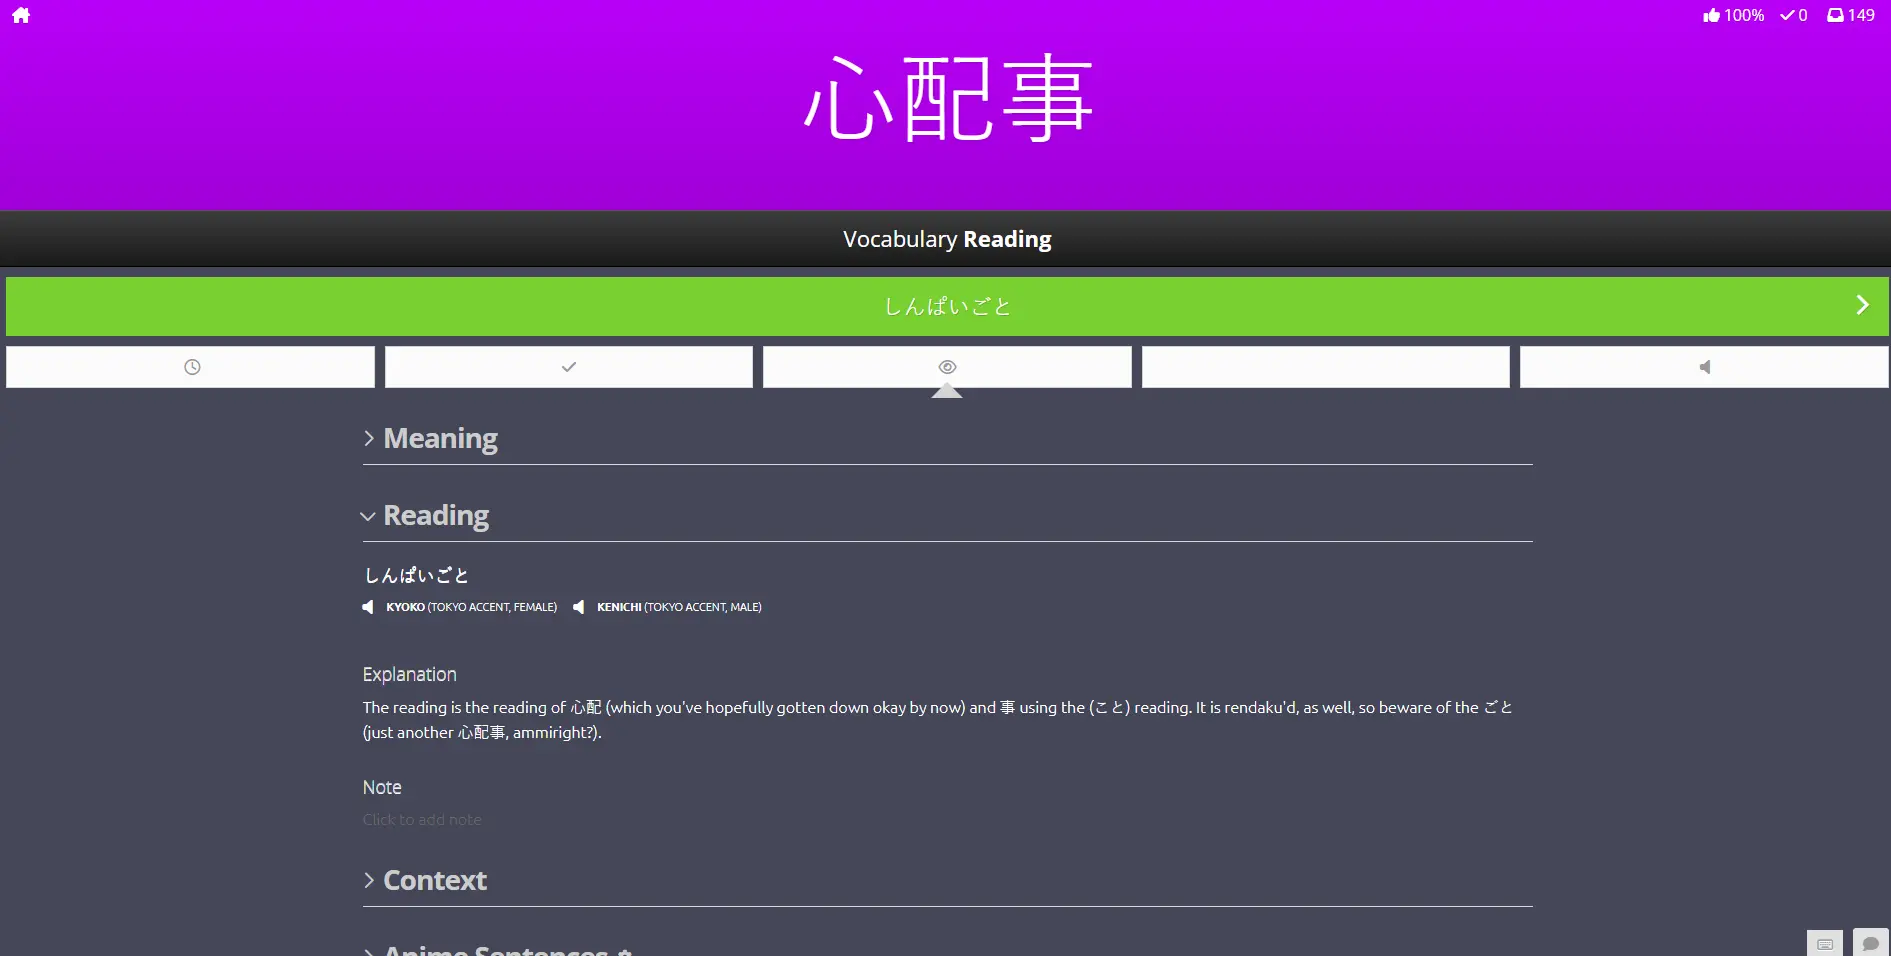 100% 0 149
心配事
Vocabulary Reading
しんぱいごと
Meaning
Reading
しんぱいごと
KYOKO (TOKYO ACCENT, FEMALE) KENICHI (TOKYO ACCENT, MALE)
Explanation
The reading is the reading of 心配 (which you've hopefully gotten down okay by now) and 事 using the (こと) reading. It is rendaku'd, as well, so beware of the ごと
(just another 心配事, ammiright?).
Note
Click to add note
Context
Anime Sentences